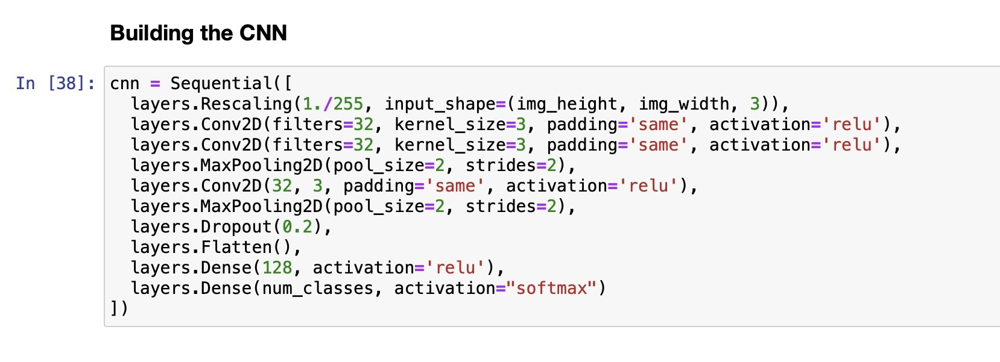 Building the CNN
In [38]:
cnn = Sequential([
  layers.Rescaling(1./255, input_shape=(img_height, img_width, 3)),
  layers.Conv2D(filters=32, kernel_size=3, padding='same', activation='relu'),
  layers.Conv2D(filters=32, kernel_size=3, padding='same', activation='relu'),
  layers.MaxPooling2D(pool_size=2, strides=2),
  layers.Conv2D(32, 3, padding='same', activation='relu'),
  layers.MaxPooling2D(pool_size=2, strides=2),
  layers.Dropout(0.2),
  layers.Flatten(),
  layers.Dense(128, activation='relu'),
  layers.Dense(num_classes, activation="softmax")
])